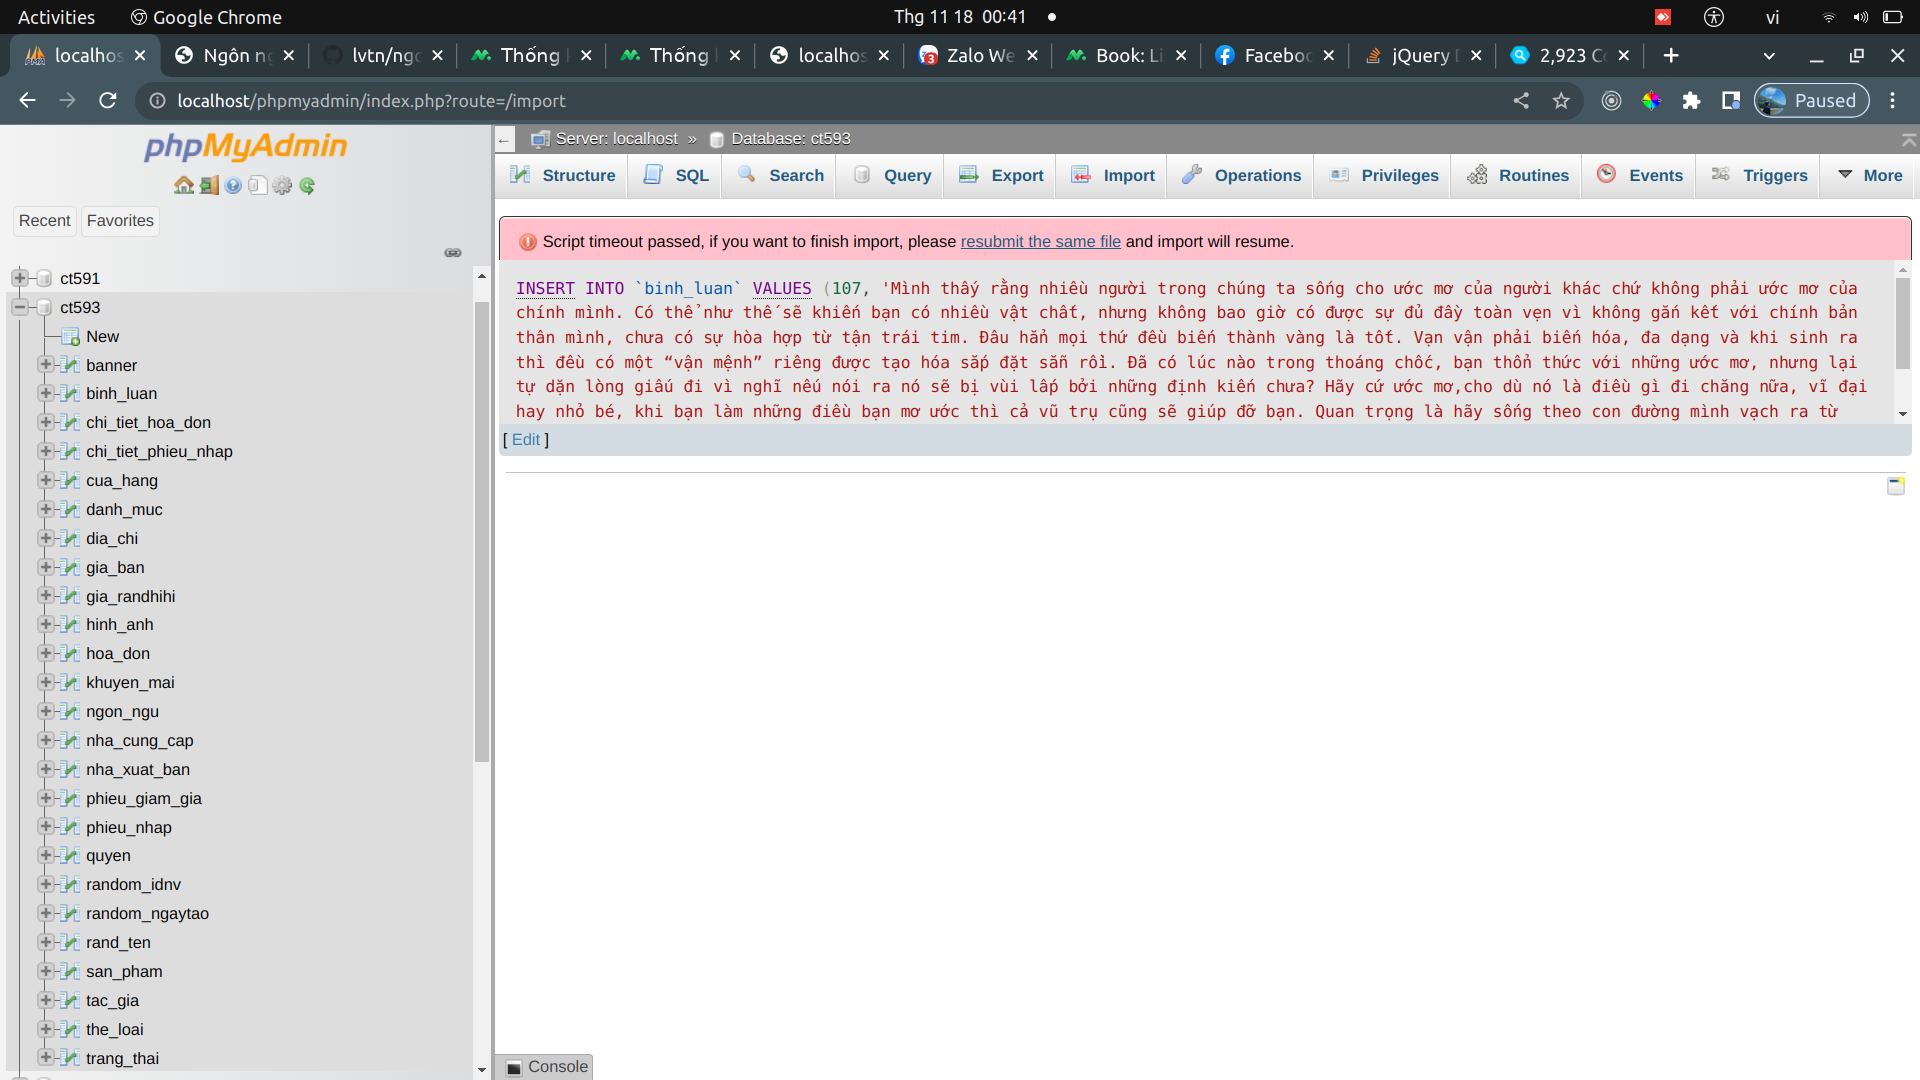 Activities
Google Chrome
Thg 11 18 00:41
vi
localhos
Ngôn n
lvtn/ngo
Thống
Thống
localhos
Zalo We
Book: Li
Facebo
jQuery
2,923 C
localhost/phpmyadmin/index.php?route=/import
Paused
phpMyAdmin
Recent
Favorites
ct591
ct593
New
banner
binh_luan
chi_tiet_hoa_don
chi_tiet_phieu_nhap
cua_hang
danh_muc
dia_chi
gia_ban
gia_randhihi
hinh_anh
hoa_don
khuyen_mai
ngon_ngu
nha_cung_cap
nha_xuat_ban
phieu_giam_gia
phieu_nhap
quyen
random_idnv
random_ngaytao
rand_ten
san_pham
tac_gia
the_loai
trang_thai
Server: localhost » Database: ct593
Structure
SQL
Search
Query
Export
Import
Operations
Privileges
Routines
Events
Triggers
More
Script timeout passed, if you want to finish import, please resubmit the same file and import will resume.
INSERT INTO `binh_luan` VALUES (107, 'Mình thấy rằng nhiều người trong chúng ta sống cho ước mơ của người khác chứ không phải ước mơ của
chính mình. Có thể như thế sẽ khiến bạn có nhiều vật chất, nhưng không bao giờ có được sự đủ đầy toàn vẹn vì không gắn kết với chính bản
thân mình, chưa có sự hòa hợp từ tận trái tim. Đâu hẳn mọi thứ đều biến thành vàng là tốt. Vạn vận phải biến hóa, đa dạng và khi sinh ra
thì đều có một “vận mệnh” riêng được tạo hóa sắp đặt sẵn rồi. Đã có lúc nào trong thoáng chốc, bạn thổn thức với những ước mơ, nhưng lại
tự dặn lòng giấu đi vì nghĩ nếu nói ra nó sẽ bị vùi lấp bởi những định kiến chưa? Hãy cứ ước mơ,cho dù nó là điều gì đi chăng nữa, vĩ đại
hay nhỏ bé, khi bạn làm những điều bạn mơ ước thì cả vũ trụ cũng sẽ giúp đỡ bạn. Quan trọng là hãy sống theo con đường mình vạch ra từ
[ Edit ]
Console